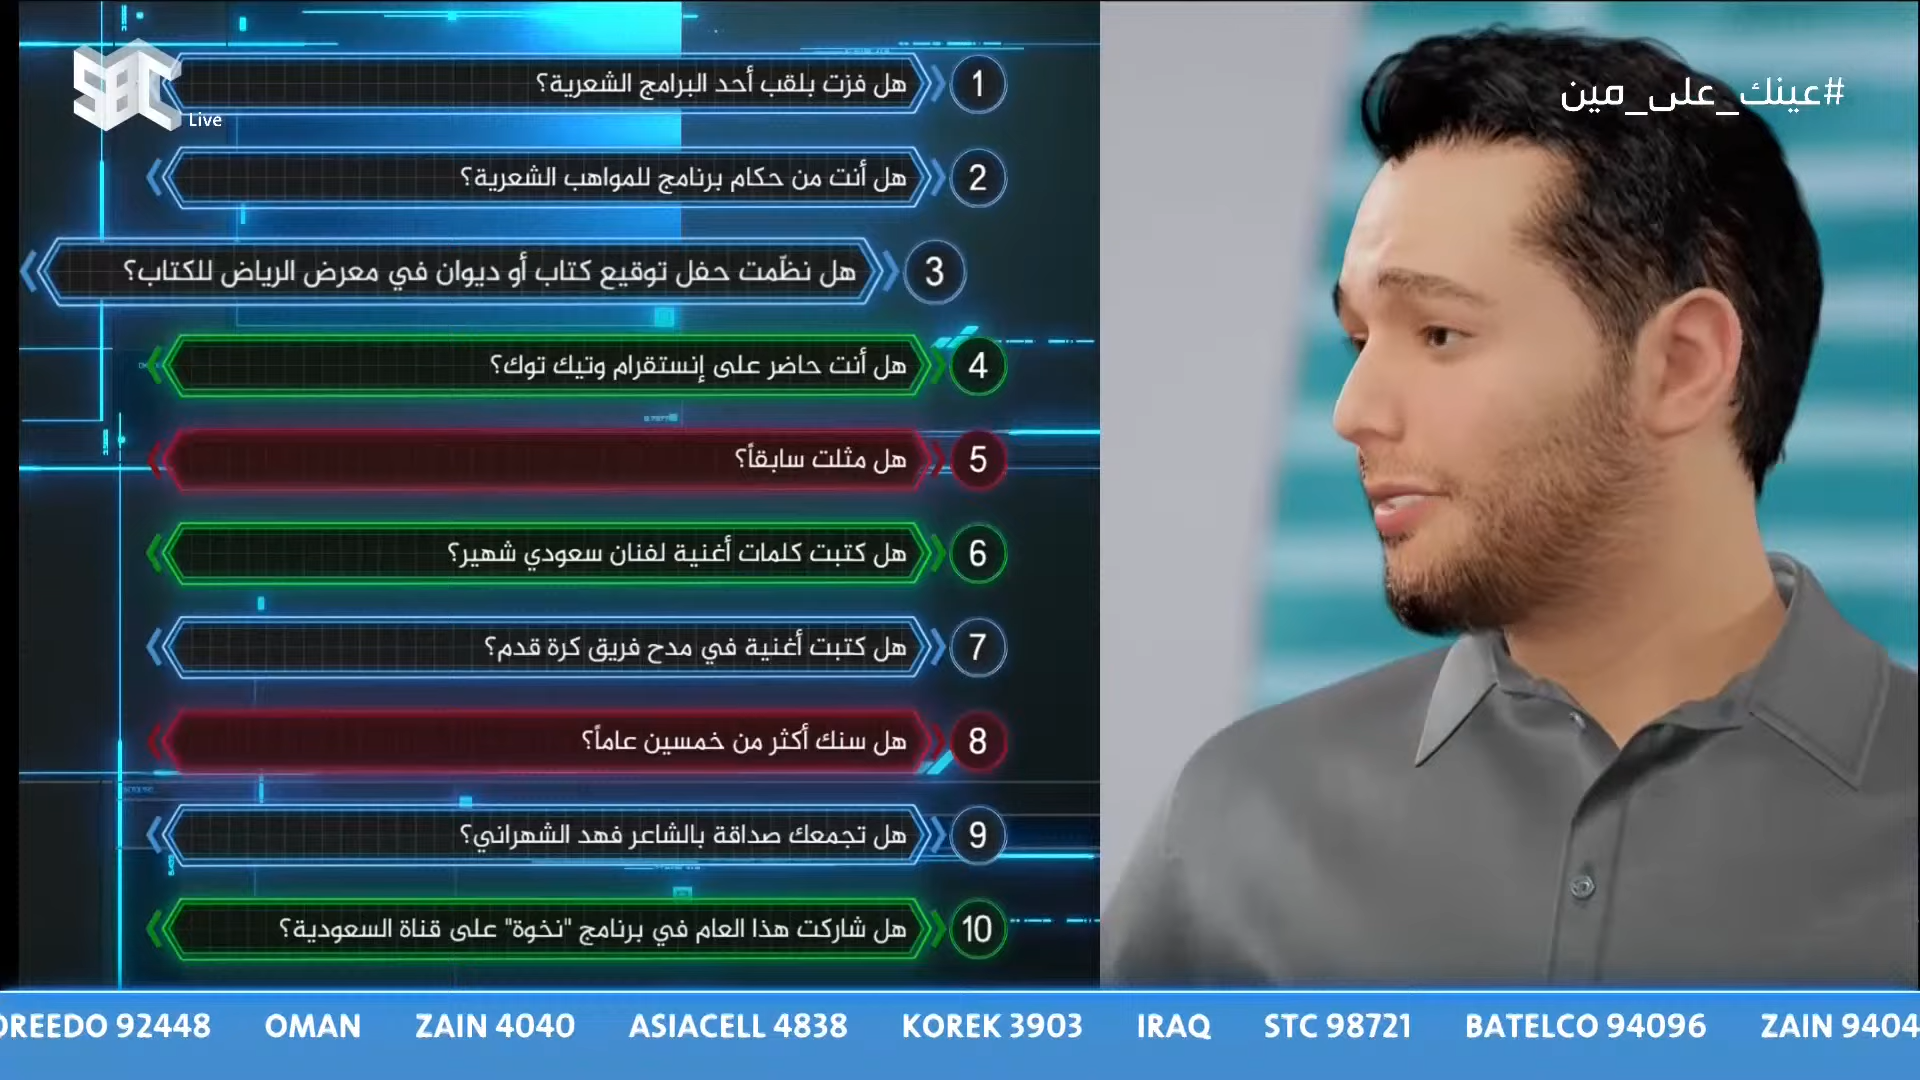 SBC
Live
#عينك_على_مين
1 هل فزت بلقب أحد البرامج الشعرية؟
2 هل أنت من حكام برنامج للمواهب الشعرية؟
3 هل نظّمت حفل توقيع كتاب أو ديوان في معرض الرياض للكتاب؟
4 هل أنت حاضر على إنستقرام وتيك توك؟
5 هل مثلت سابقاً؟
6 هل كتبت كلمات أغنية لفنان سعودي شهير؟
7 هل كتبت أغنية في مدح فريق كرة قدم؟
8 هل سنك أكثر من خمسين عاماً؟
9 هل تجمعك صداقة بالشاعر فهد الشهراني؟
10 هل شاركت هذا العام في برنامج "نخوة" على قناة السعودية؟
OREEDO 92448 OMAN ZAIN 4040 ASIACELL 4838 KOREK 3903 IRAQ STC 98721 BATELCO 94096 ZAIN 9404